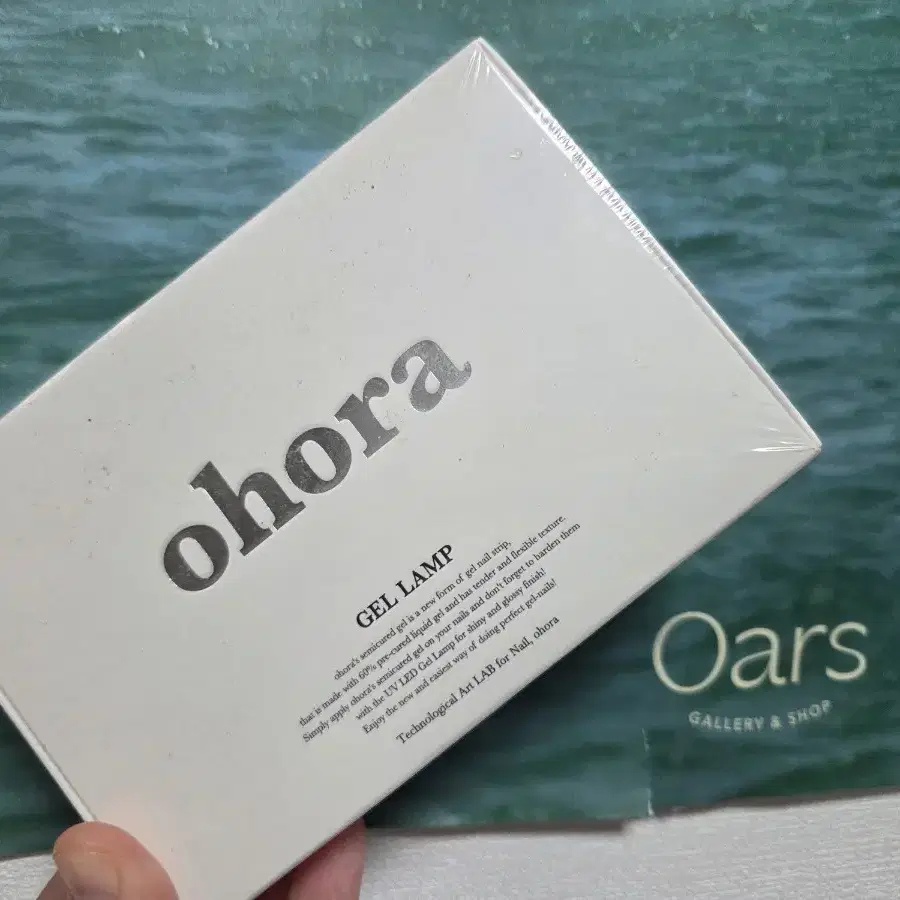 ohora
GEL LAMP
ohora's semicured gel is a new form of gel nail strip,
that is made with 60% pre-cured liquid gel and has tender and flexible texture.
Simply apply ohora's semicured gel on your nails and don't forget to harden them
with the UV LED Gel Lamp for shiny and glossy finish!
Enjoy the new and easiest way of doing perfect gel-nails!
Technological Art LAB for Nail, ohora
Oars
GALLERY & SHOP